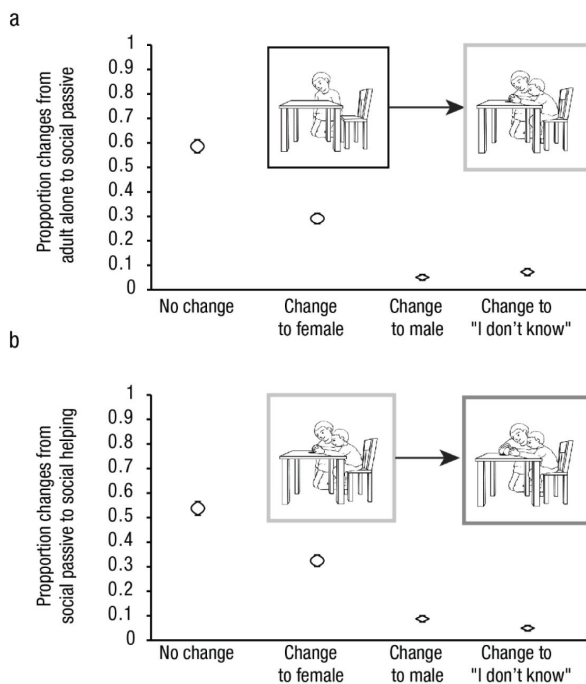 a
Propportion changes from
adult alone to social passive
1
0.9
0.8
0.7
0.6
0.5
0.4
0.3
0.2
0.1
0
No change
Change
to female
Change
to male
Change to
"I don't know"
b
Propportion changes from
social passive to social helping
1
0.9
0.8
0.7
0.6
0.5
0.4
0.3
0.2
0.1
0
No change
Change
to female
Change
to male
Change to
"I don't know"